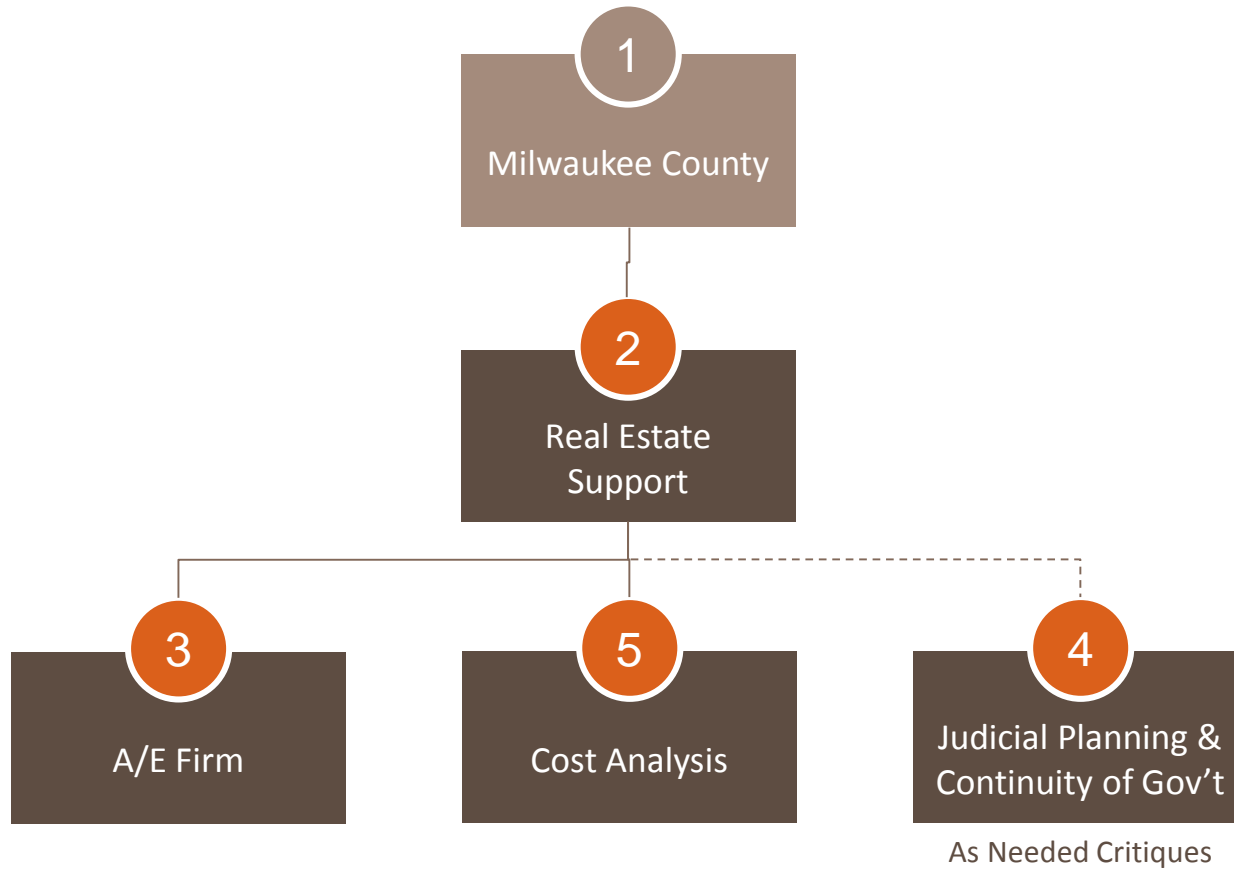 1
Milwaukee County
2
Real Estate
Support
3
A/E Firm
5
Cost Analysis
4
Judicial Planning &
Continuity of Gov’t
As Needed Critiques